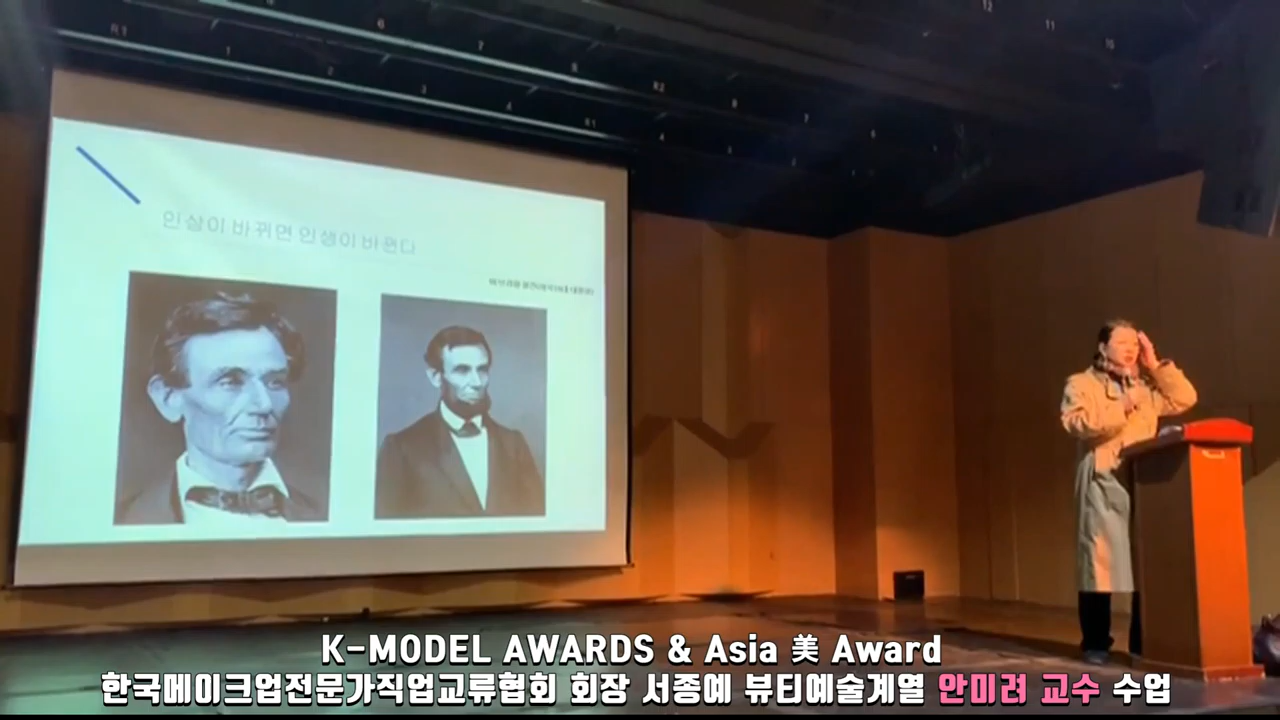 인상이 바뀌면 인생이 바뀐다
K-MODEL AWARDS & Asia 美 Award
한국메이크업전문가직업교류협회 회장 서종예 뷰티예술계열 안미려 교수 수업